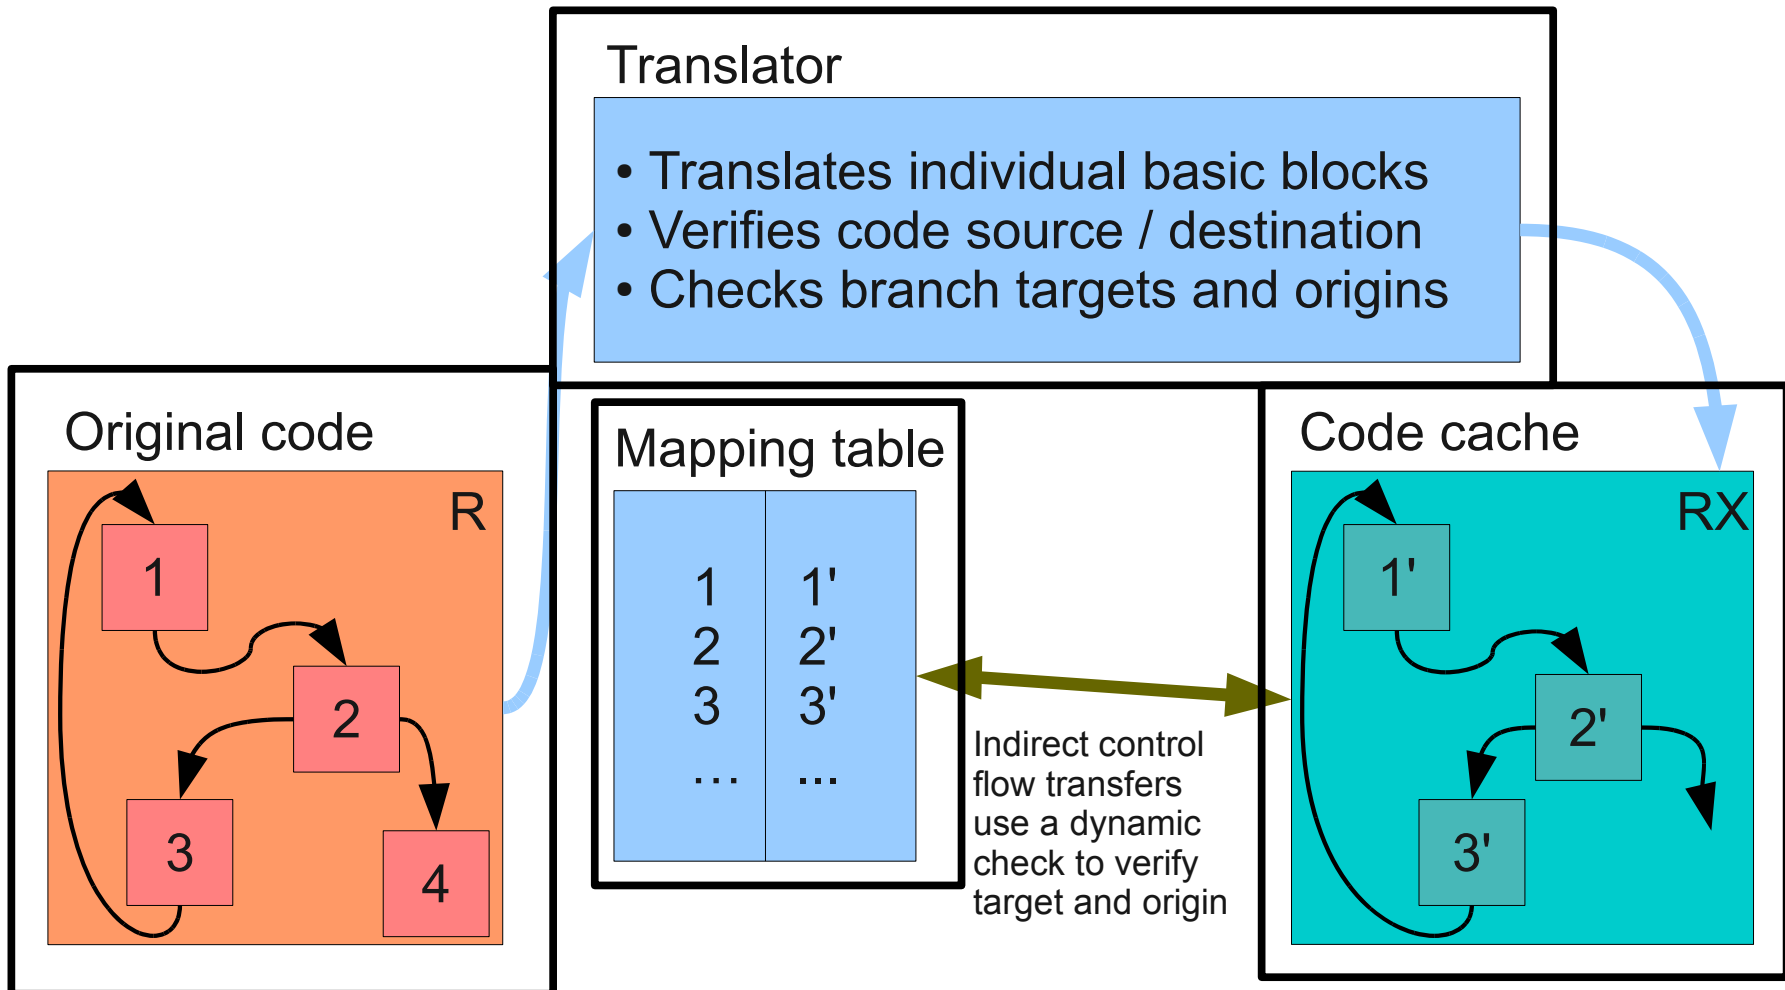 Translator
• Translates individual basic blocks
• Verifies code source / destination
• Checks branch targets and origins
Original code
R
1
2
3
4
Mapping table
1 1'
2 2'
3 3'
... ...
Indirect control
flow transfers
use a dynamic
check to verify
target and origin
Code cache
RX
1'
2'
3'